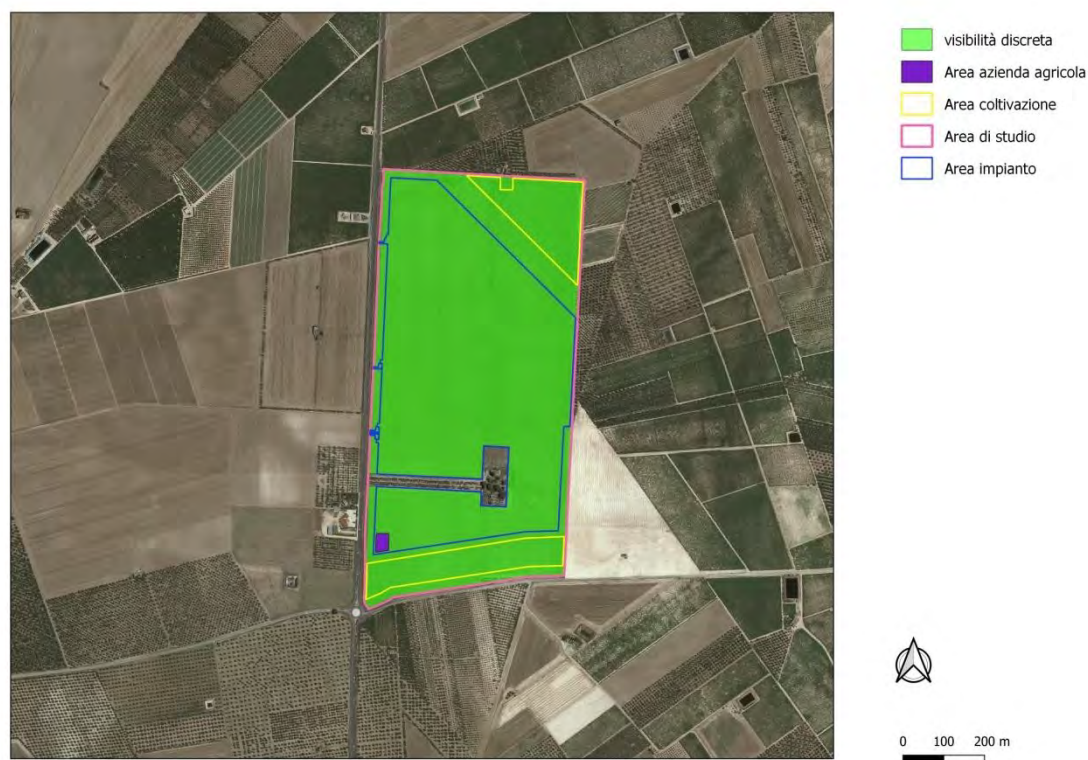 visibilità discreta
Area azienda agricola
Area coltivazione
Area di studio
Area impianto
0 100 200 m